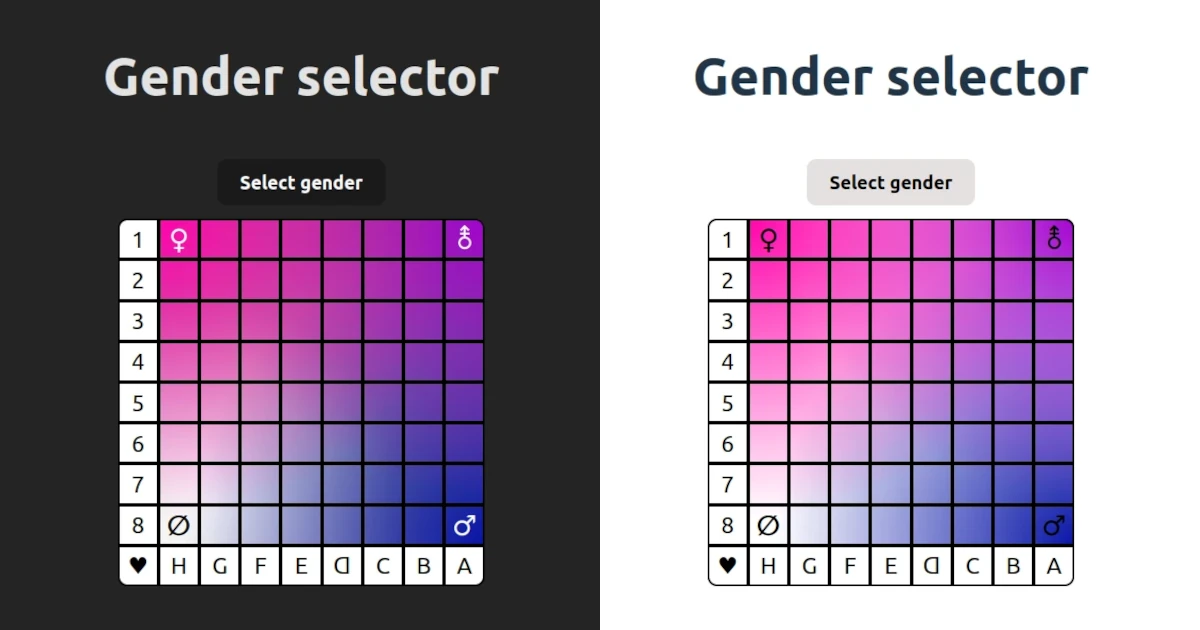 Gender selector
Select gender
1 ♀ ⚨
2
3
4
5
6
7
8 ∅ ♂
♥ H G F E ᗡ C B A
Gender selector
Select gender
1 ♀ ⚨
2
3
4
5
6
7
8 ∅ ♂
♥ H G F E ᗡ C B A